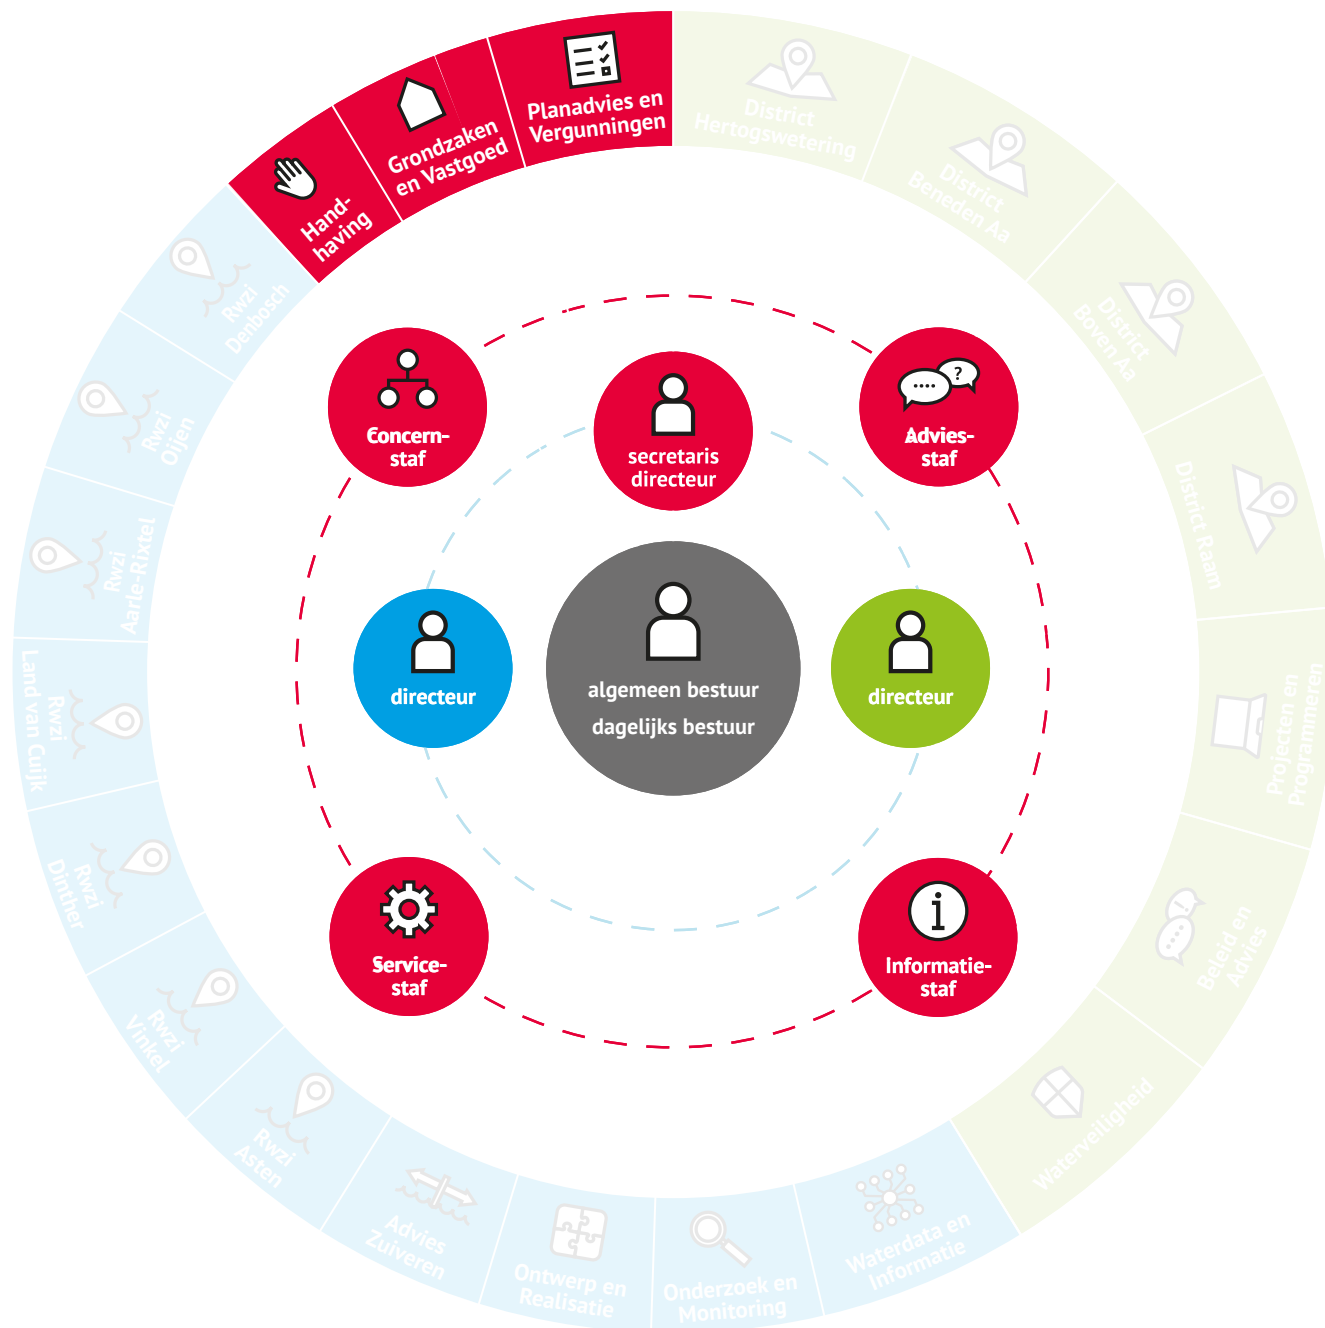 Planadvies en
Vergunningen
Grondzaken
en Vastgoed
Hand-
having
District
Hertogswetering
District
Beneden Aa
District
Boven Aa
District Raam
Projecten en
Programmeren
Beleid en
Advies
Waterveiligheid
Waterdata en
Informatie
Onderzoek en
Monitoring
Ontwerp en
Realisatie
Advies
Zuiveren
Rwzi
Asten
Rwzi
Vinkel
Rwzi
Dinther
Rwzi
Land van Cuijk
Rwzi
Aarle-Rixtel
Rwzi
Oijen
Rwzi
Denbosch
Concern-
staf
secretaris
directeur
?
Advies-
staf
directeur
algemeen bestuur
dagelijks bestuur
directeur
Service-
staf
i
Informatie-
staf